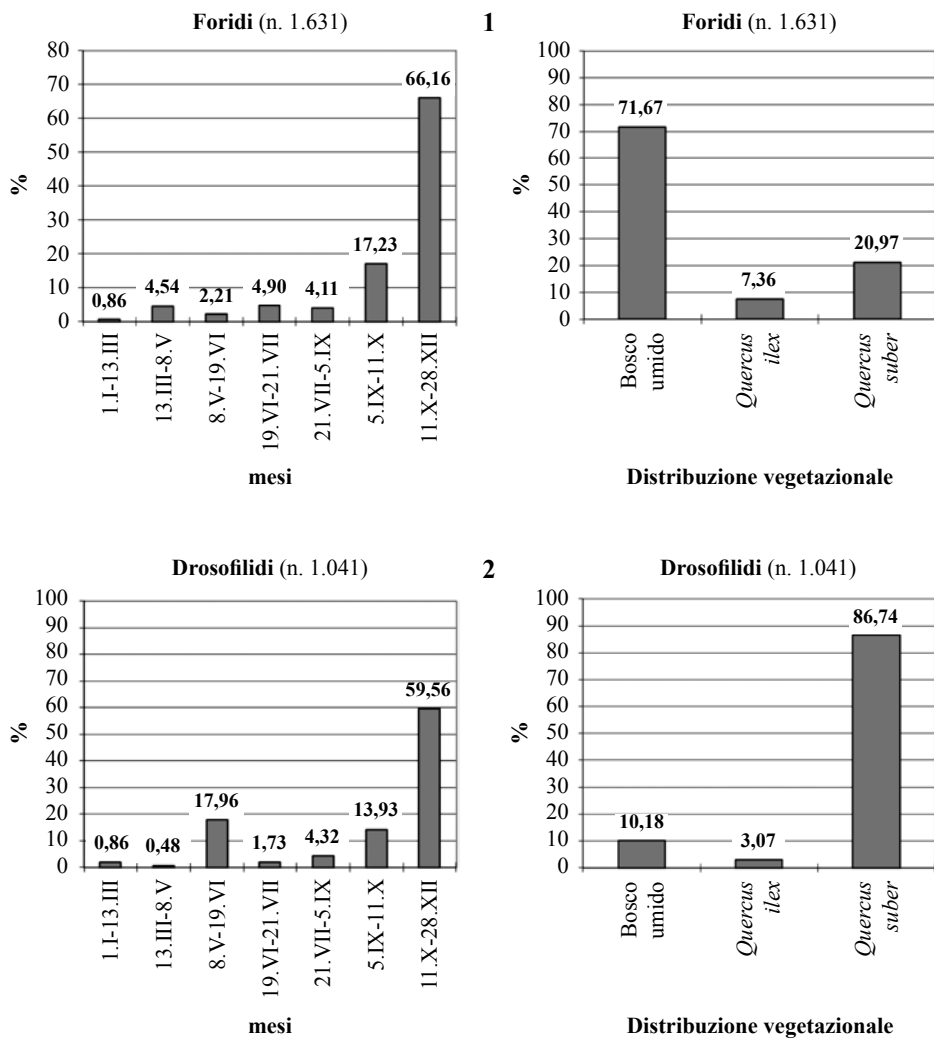 Foridi (n. 1.631)
80
70
60
50
40
30
20
10
0
%
0,86
4,54
2,21
4,90
4,11
17,23
66,16
1.I-13.III
13.III-8.V
8.V-19.VI
19.VI-21.VII
21.VII-5.IX
5.IX-11.X
11.X-28.XII
mesi
1
Foridi (n. 1.631)
100
90
80
70
60
50
40
30
20
10
0
%
71,67
7,36
20,97
Bosco
umido
Quercus
ilex
Quercus
suber
Distribuzione vegetazionale
Drosofilidi (n. 1.041)
100
90
80
70
60
50
40
30
20
10
0
%
0,86
0,48
17,96
1,73
4,32
13,93
59,56
1.I-13.III
13.III-8.V
8.V-19.VI
19.VI-21.VII
21.VII-5.IX
5.IX-11.X
11.X-28.XII
mesi
2
Drosofilidi (n. 1.041)
100
90
80
70
60
50
40
30
20
10
0
%
10,18
3,07
86,74
Bosco
umido
Quercus
ilex
Quercus
suber
Distribuzione vegetazionale